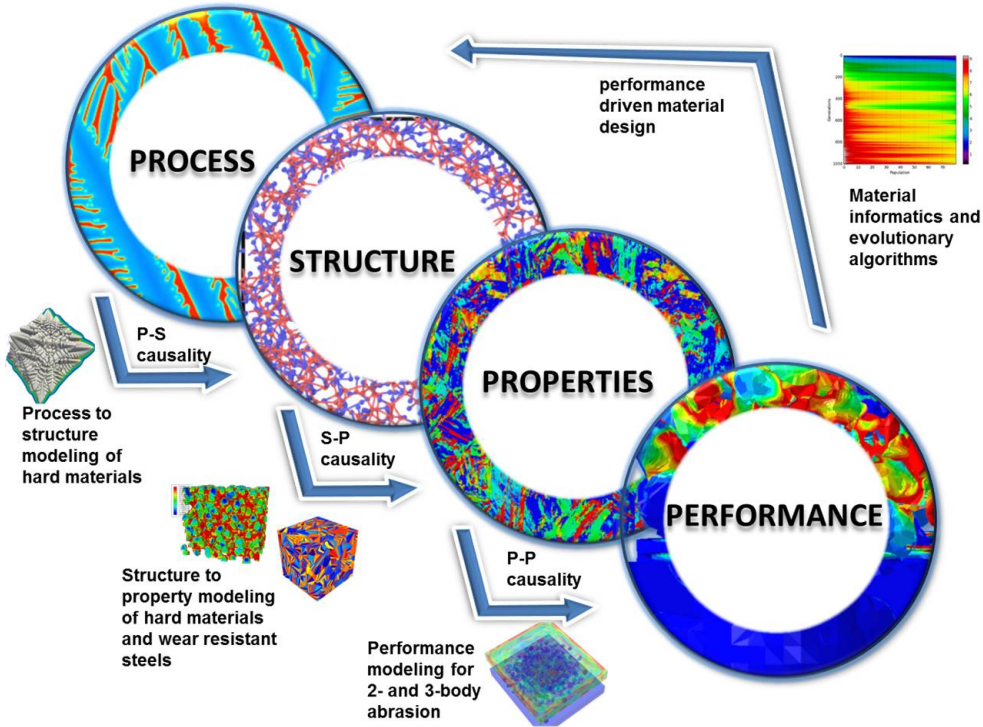 PROCESS
STRUCTURE
PROPERTIES
PERFORMANCE
performance
driven material
design
Generations
Population
Material
informatics and
evolutionary
algorithms
P-S
causality
Process to
structure
modeling of
hard materials
S-P
causality
Structure to
property modeling
of hard materials
and wear resistant
steels
P-P
causality
Performance
modeling for
2- and 3-body
abrasion